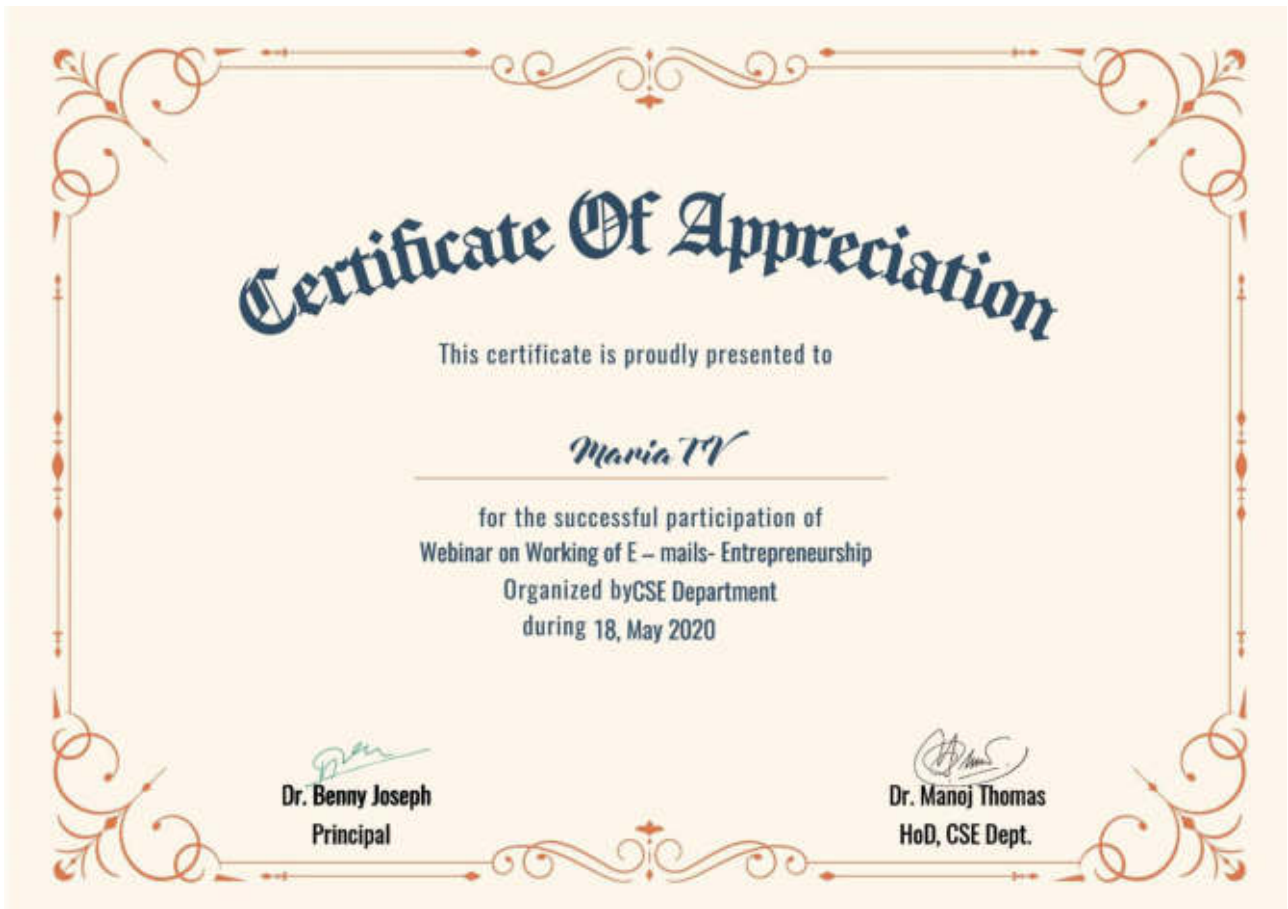 Certificate Of Appreciation
This certificate is proudly presented to
Maria TV
for the successful participation of
Webinar on Working of E – mails- Entrepreneurship
Organized byCSE Department
during 18, May 2020
Dr. Benny Joseph
Principal
Dr. Manoj Thomas
HoD, CSE Dept.